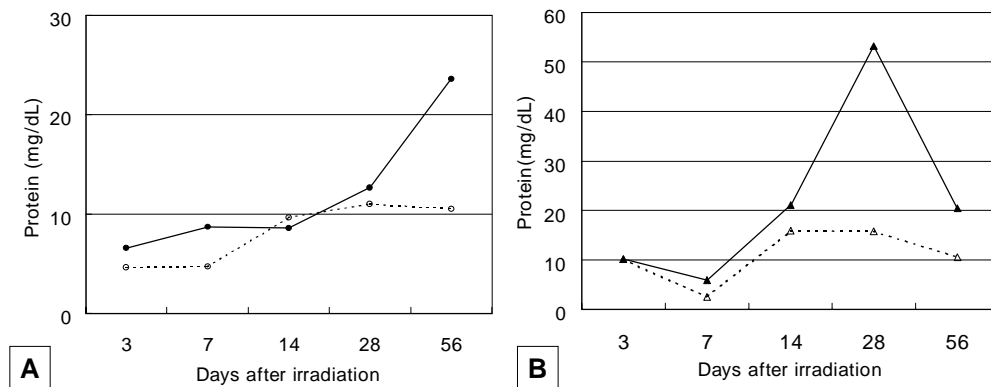 30
20
10
0
Protein (mg/dL)
3 7 14 28 56
Days after irradiation
A
60
50
40
30
20
10
0
Protein(mg/dL)
3 7 14 28 56
Days after irradiation
B